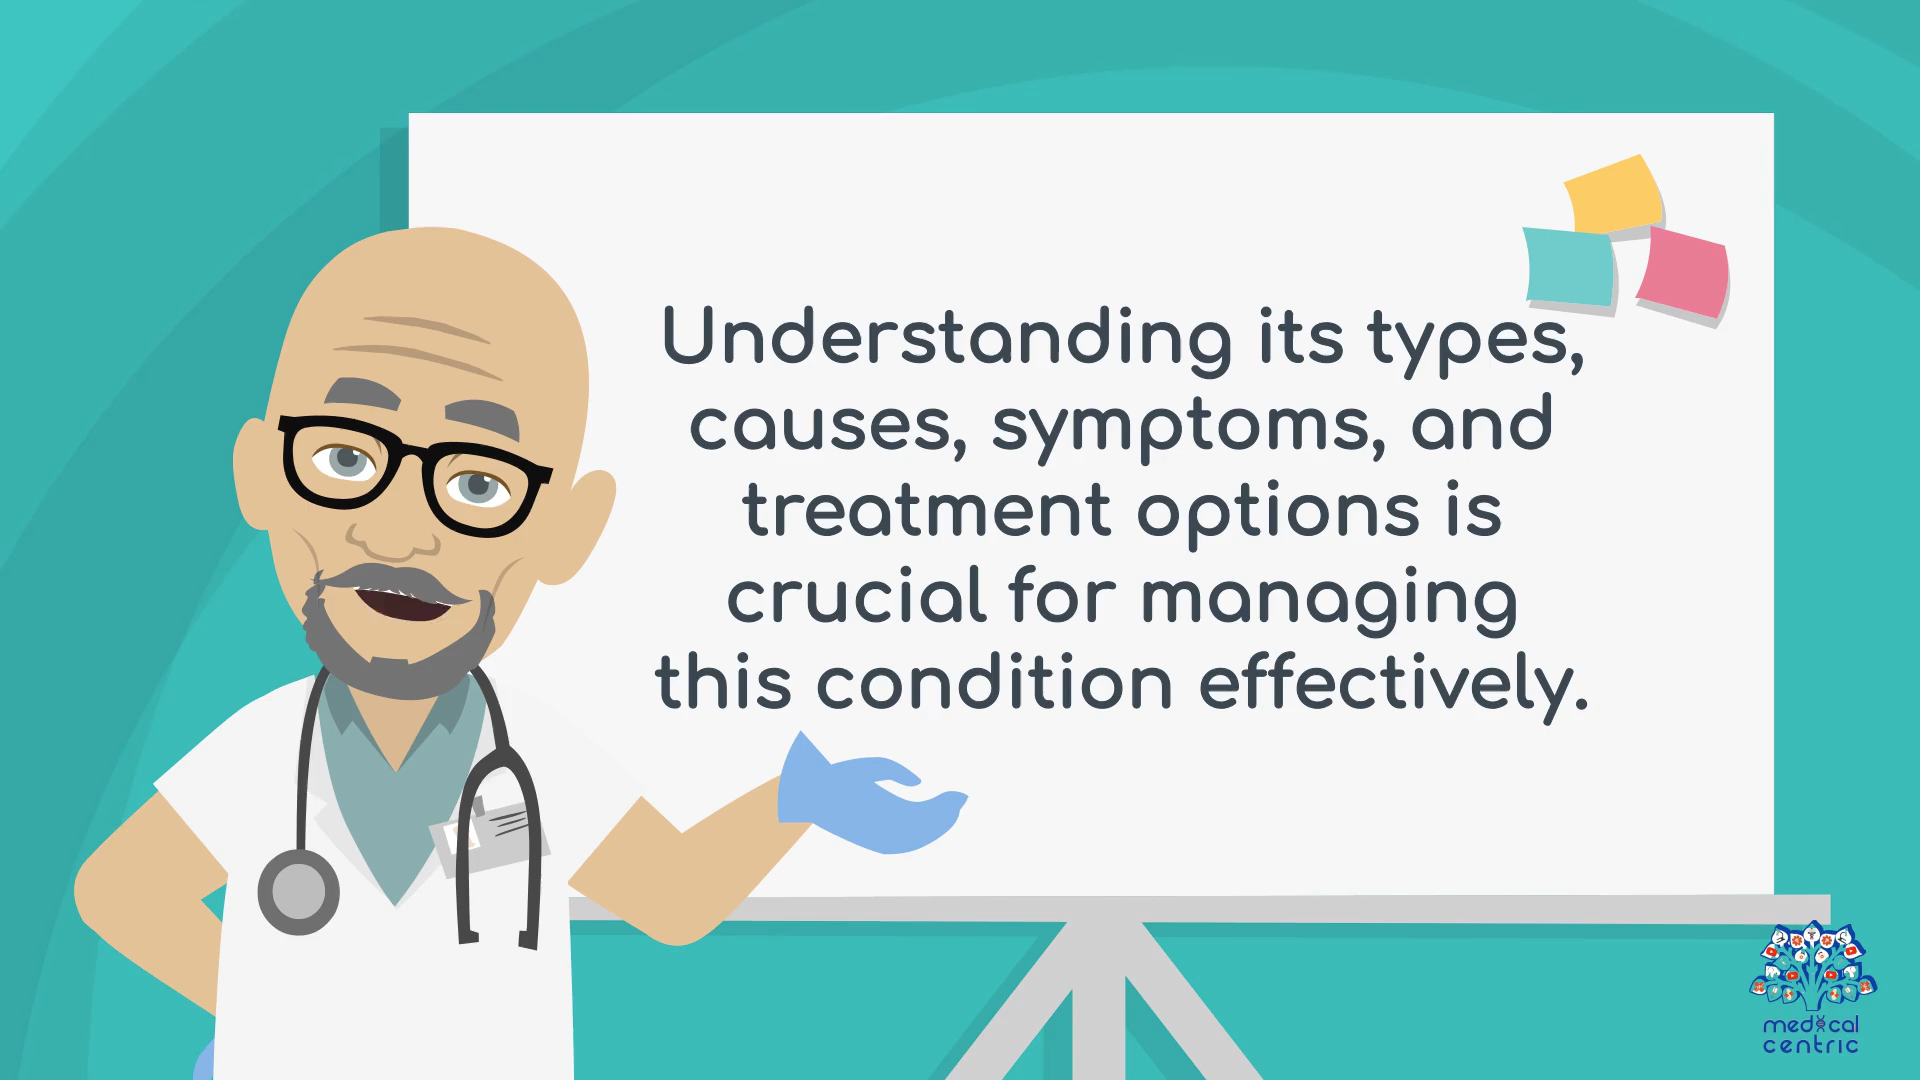 Understanding its types,
causes, symptoms, and
treatment options is
crucial for managing
this condition effectively.
medical
centric